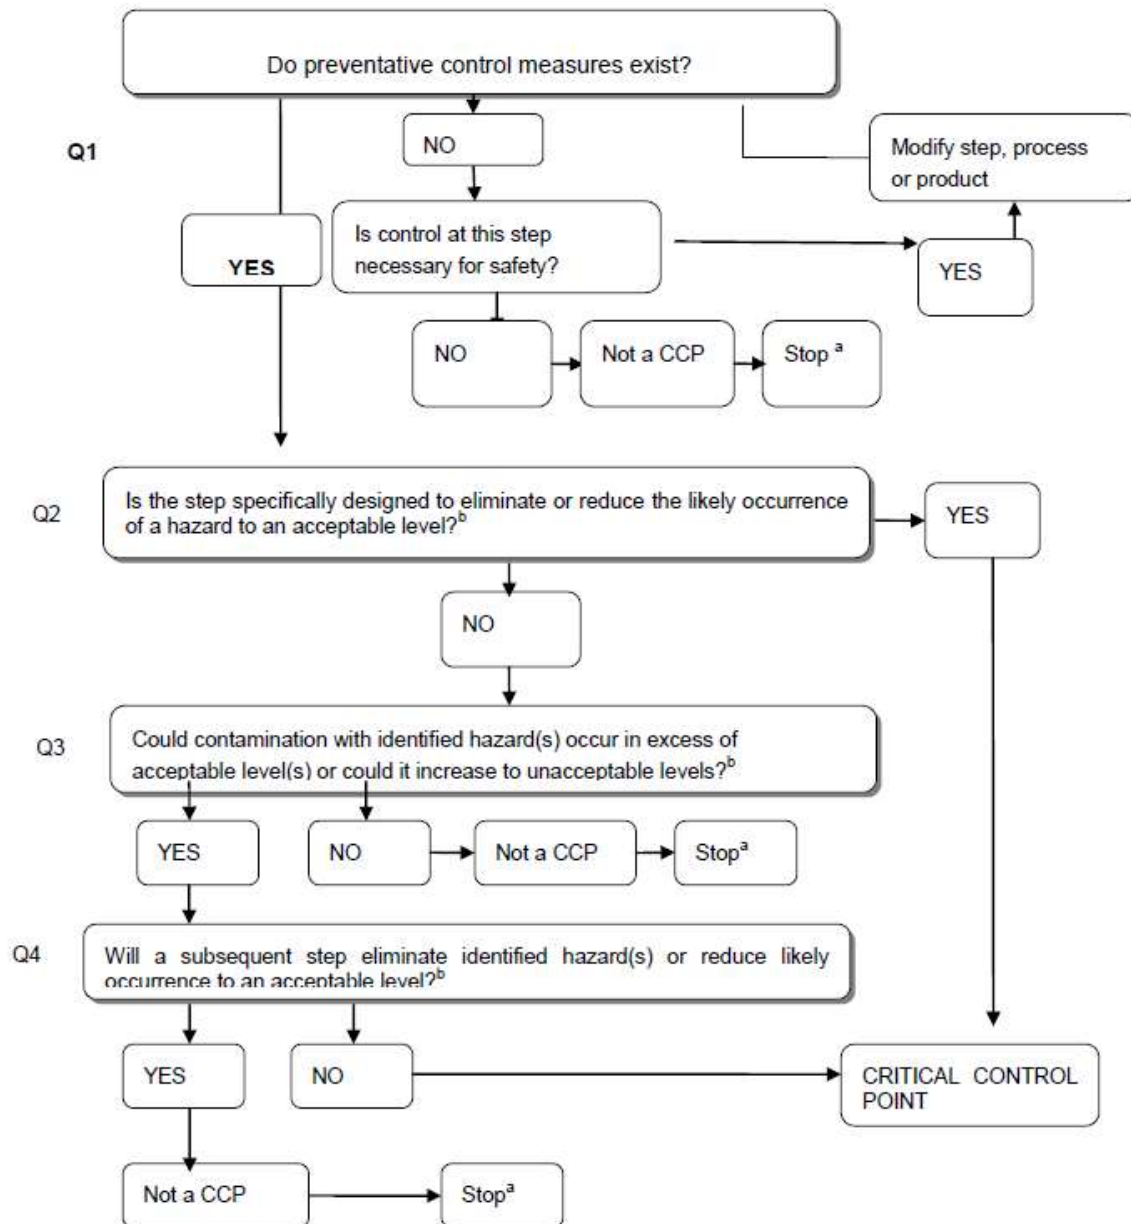 Do preventative control measures exist?
Q1
NO
Modify step, process
or product
YES
Is control at this step
necessary for safety?
YES
NO
Not a CCP
Stop a
Q2
Is the step specifically designed to eliminate or reduce the likely occurrence
of a hazard to an acceptable level?b
YES
NO
Q3
Could contamination with identified hazard(s) occur in excess of
acceptable level(s) or could it increase to unacceptable levels?b
YES
NO
Not a CCP
Stopa
Q4
Will a subsequent step eliminate identified hazard(s) or reduce likely
occurrence to an acceptable level?b
YES
NO
CRITICAL CONTROL
POINT
Not a CCP
Stopa